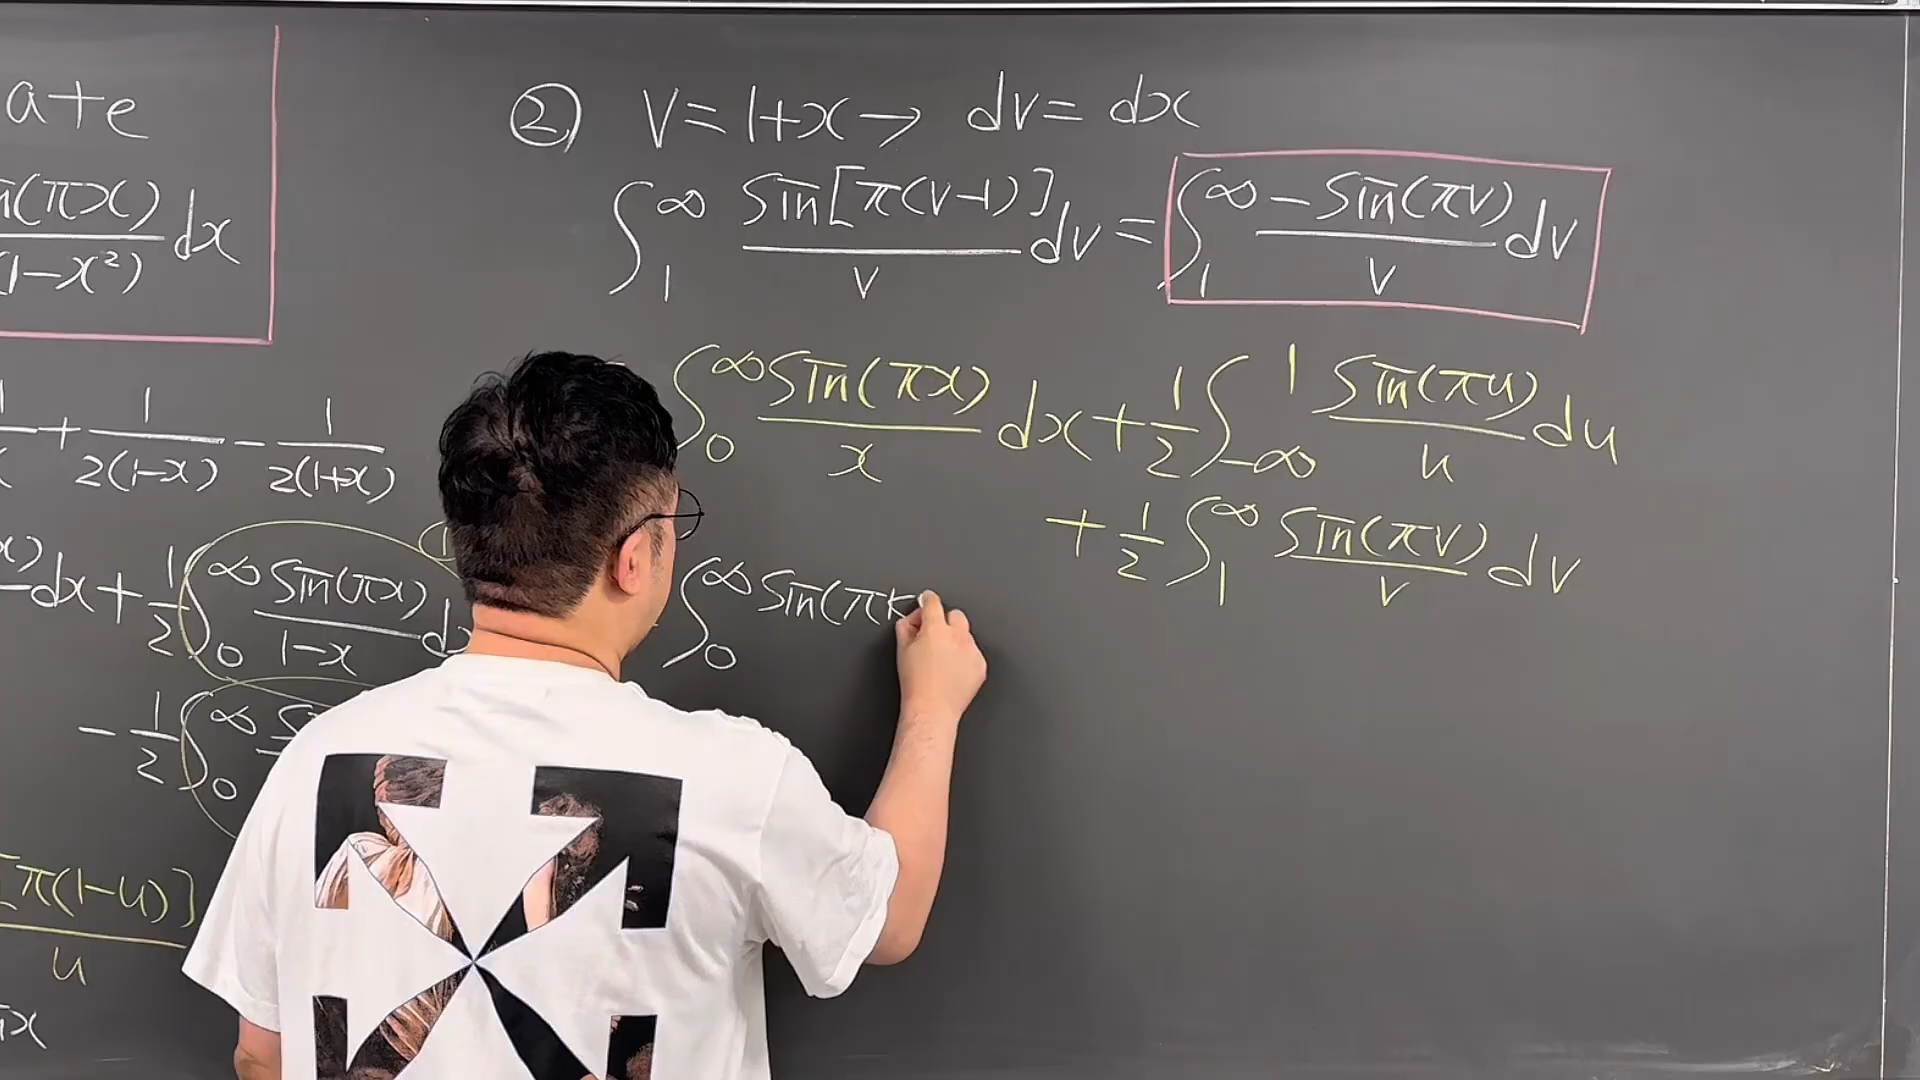 ate
sin(πx)/(1-x²) dx
+ 1/2(1-x) - 1/2(1+x)
dx + 1/2 ∫₀^∞ sin(πx)/1-x d
- 1/2 ∫₀^∞
[π(1-u)]/u
② V=1+x → dv=dx
∫₁^∞ sin[π(v-1)]/v dv = ∫₁^∞ -sin(πv)/v dv
∫₀^∞ sin(πx)/x dx + 1/2 ∫_-∞^1 sin(πu)/u du
+ 1/2 ∫₁^∞ sin(πv)/v dv
∫₀^∞ sin(πk